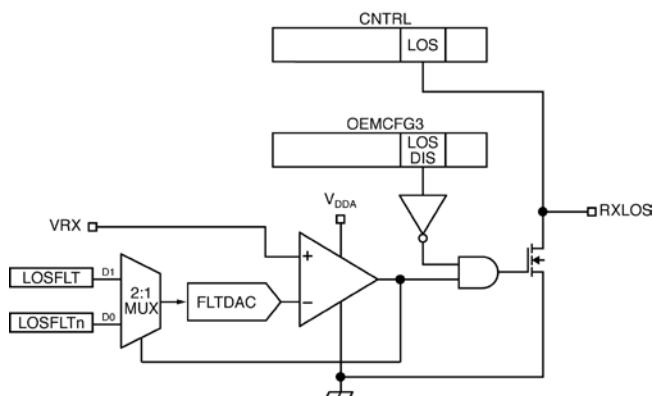 CNTRL
LOS
OEMCFG3
LOS
DIS
VDDA
VRX
RXLOS
+
LOSFLT
D1
2:1
MUX
FLTDAC
−
LOSFLTn
D0